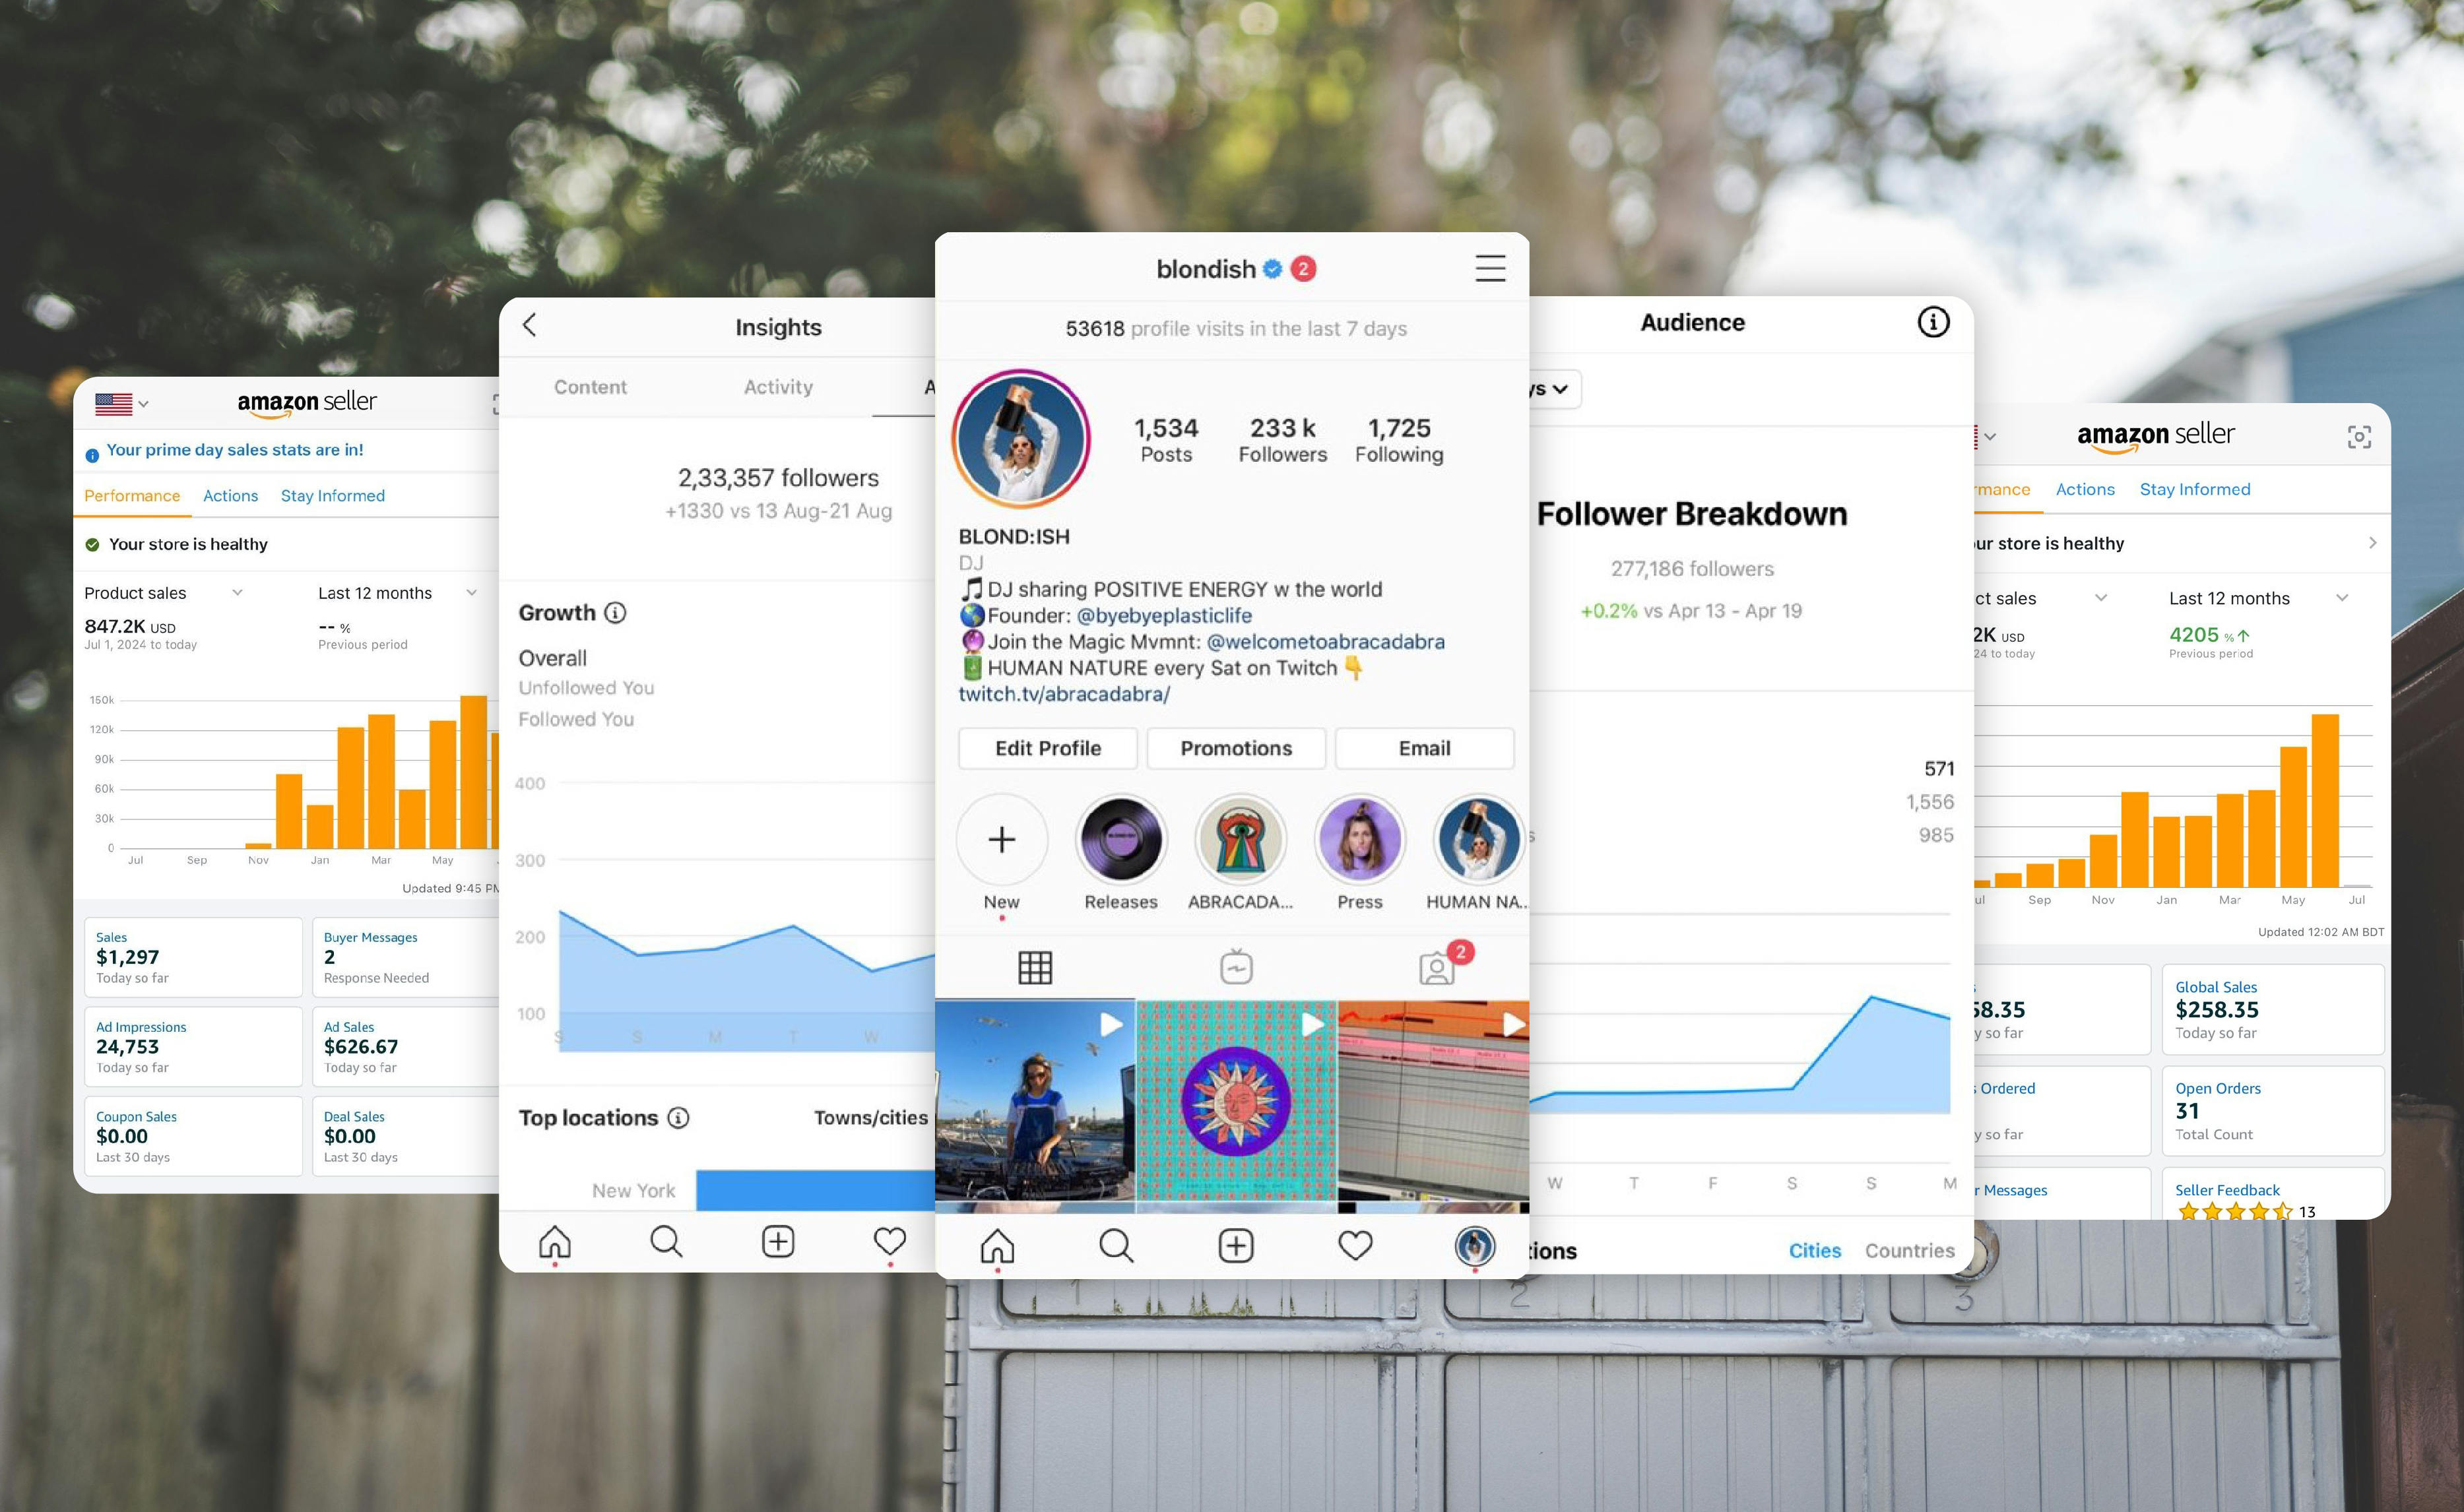 amazon seller
Your prime day sales stats are in!
Performance Actions Stay Informed
Your store is healthy
Product sales Last 12 months
847.2K USD -- %
Jul 1, 2024 to today Previous period
150k
120k
90k
60k
30k
0
Jul Sep Nov Jan Mar May
Updated 9:45 PM
Sales Buyer Messages
$1,297 2
Today so far Response Needed
Ad Impressions Ad Sales
24,753 $626.67
Today so far Today so far
Coupon Sales Deal Sales
$0.00 $0.00
Last 30 days Last 30 days
Insights
Content Activity A
2,33,357 followers
+1330 vs 13 Aug-21 Aug
Growth
Overall
Unfollowed You
Followed You
400
300
200
100
S S M T W
Top locations Towns/cities
New York
blondish 2
53618 profile visits in the last 7 days
1,534 233 k 1,725
Posts Followers Following
BLOND:ISH
DJ
DJ sharing POSITIVE ENERGY w the world
Founder: @byebyeplasticlife
Join the Magic Mvmnt: @welcometoabracadabra
HUMAN NATURE every Sat on Twitch
twitch.tv/abracadabra/
Edit Profile Promotions Email
New Releases ABRACADA... Press HUMAN NA...
2
Audience
ys
Follower Breakdown
277,186 followers
+0.2% vs Apr 13 - Apr 19
571
1,556
s 985
W T F S S M
tions Cities Countries
amazon seller
rmance Actions Stay Informed
ur store is healthy
ct sales Last 12 months
2K USD 4205 %
24 to today Previous period
ul Sep Nov Jan Mar May Jul
Updated 12:02 AM BDT
s Global Sales
58.35 $258.35
y so far Today so far
s Ordered Open Orders
31
y so far Total Count
r Messages Seller Feedback
13
1 2 3